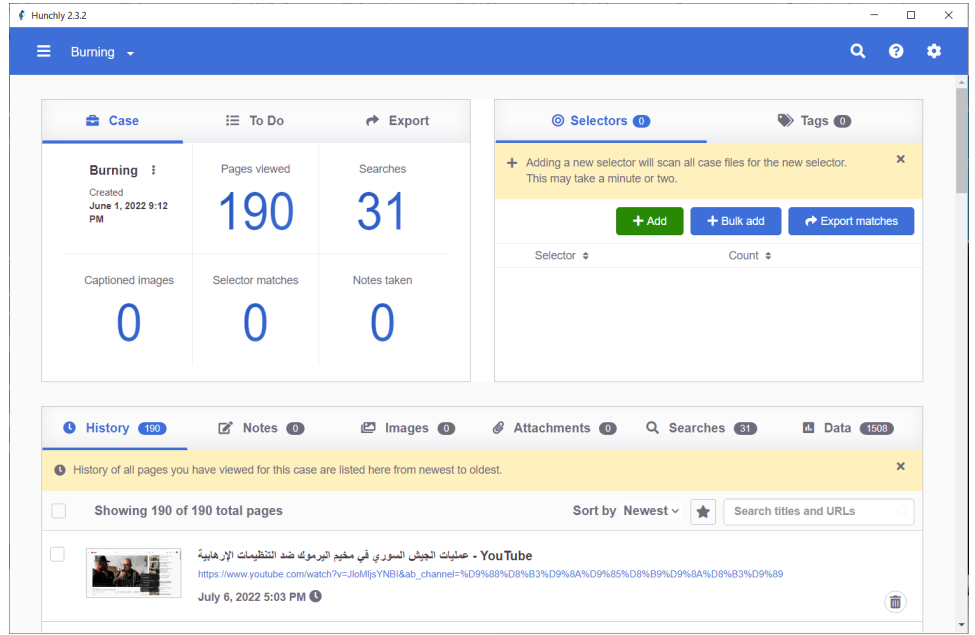 Hunchly 2.3.2
Burning
Case
To Do
Export
Burning
Created
June 1, 2022 9:12
PM
Pages viewed
190
Searches
31
Captioned images
0
Selector matches
0
Notes taken
0
Selectors 0
Tags 0
Adding a new selector will scan all case files for the new selector.
This may take a minute or two.
+ Add
+ Bulk add
Export matches
Selector
Count
History 190
Notes 0
Images 0
Attachments 0
Searches 31
Data 1508
History of all pages you have viewed for this case are listed here from newest to oldest.
Showing 190 of 190 total pages
Sort by Newest
Search titles and URLs
عمليات الجيش السوري في مخيم اليرموك ضد التنظيمات الإرهابية - YouTube
https://www.youtube.com/watch?v=JloMljsYNBI&ab_channel=%D9%88%D8%B3%D9%8A%D9%85%D8%B9%D9%8A%D8%B3%D9%89
July 6, 2022 5:03 PM